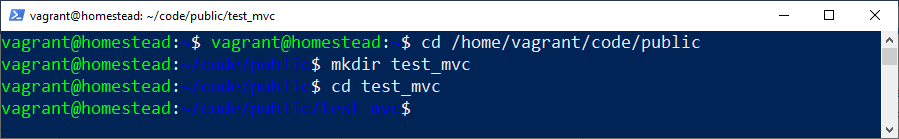 vagrant@homestead: ~/code/public/test_mvc
vagrant@homestead:~$ vagrant@homestead:~$ cd /home/vagrant/code/public
vagrant@homestead:~/code/public$ mkdir test_mvc
vagrant@homestead:~/code/public$ cd test_mvc
vagrant@homestead:~/code/public/test_mvc$